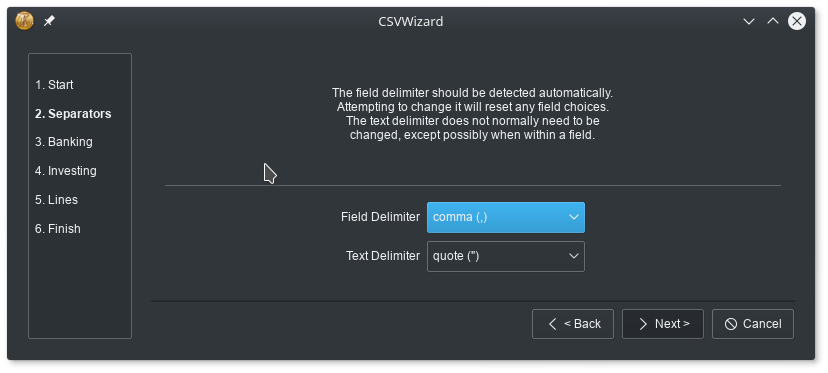 CSVWizard
1. Start
2. Separators
3. Banking
4. Investing
5. Lines
6. Finish
The field delimiter should be detected automatically.
Attempting to change it will reset any field choices.
The text delimiter does not normally need to be
changed, except possibly when within a field.
Field Delimiter comma (,)
Text Delimiter quote (")
< Back Next > Cancel